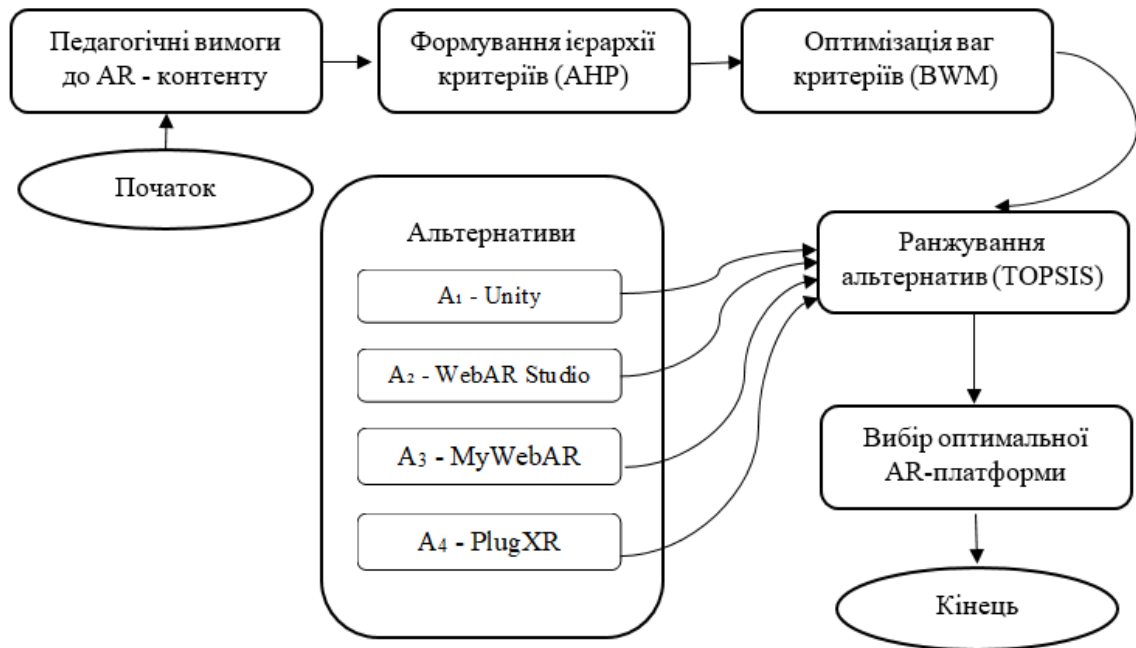 Педагогічні вимоги
до AR - контенту
Формування ієрархії
критеріїв (AHP)
Оптимізація ваг
критеріїв (BWM)
Початок
Альтернативи
A₁ - Unity
A₂ - WebAR Studio
A₃ - MyWebAR
A₄ - PlugXR
Ранжування
альтернатив (TOPSIS)
Вибір оптимальної
AR-платформи
Кінець